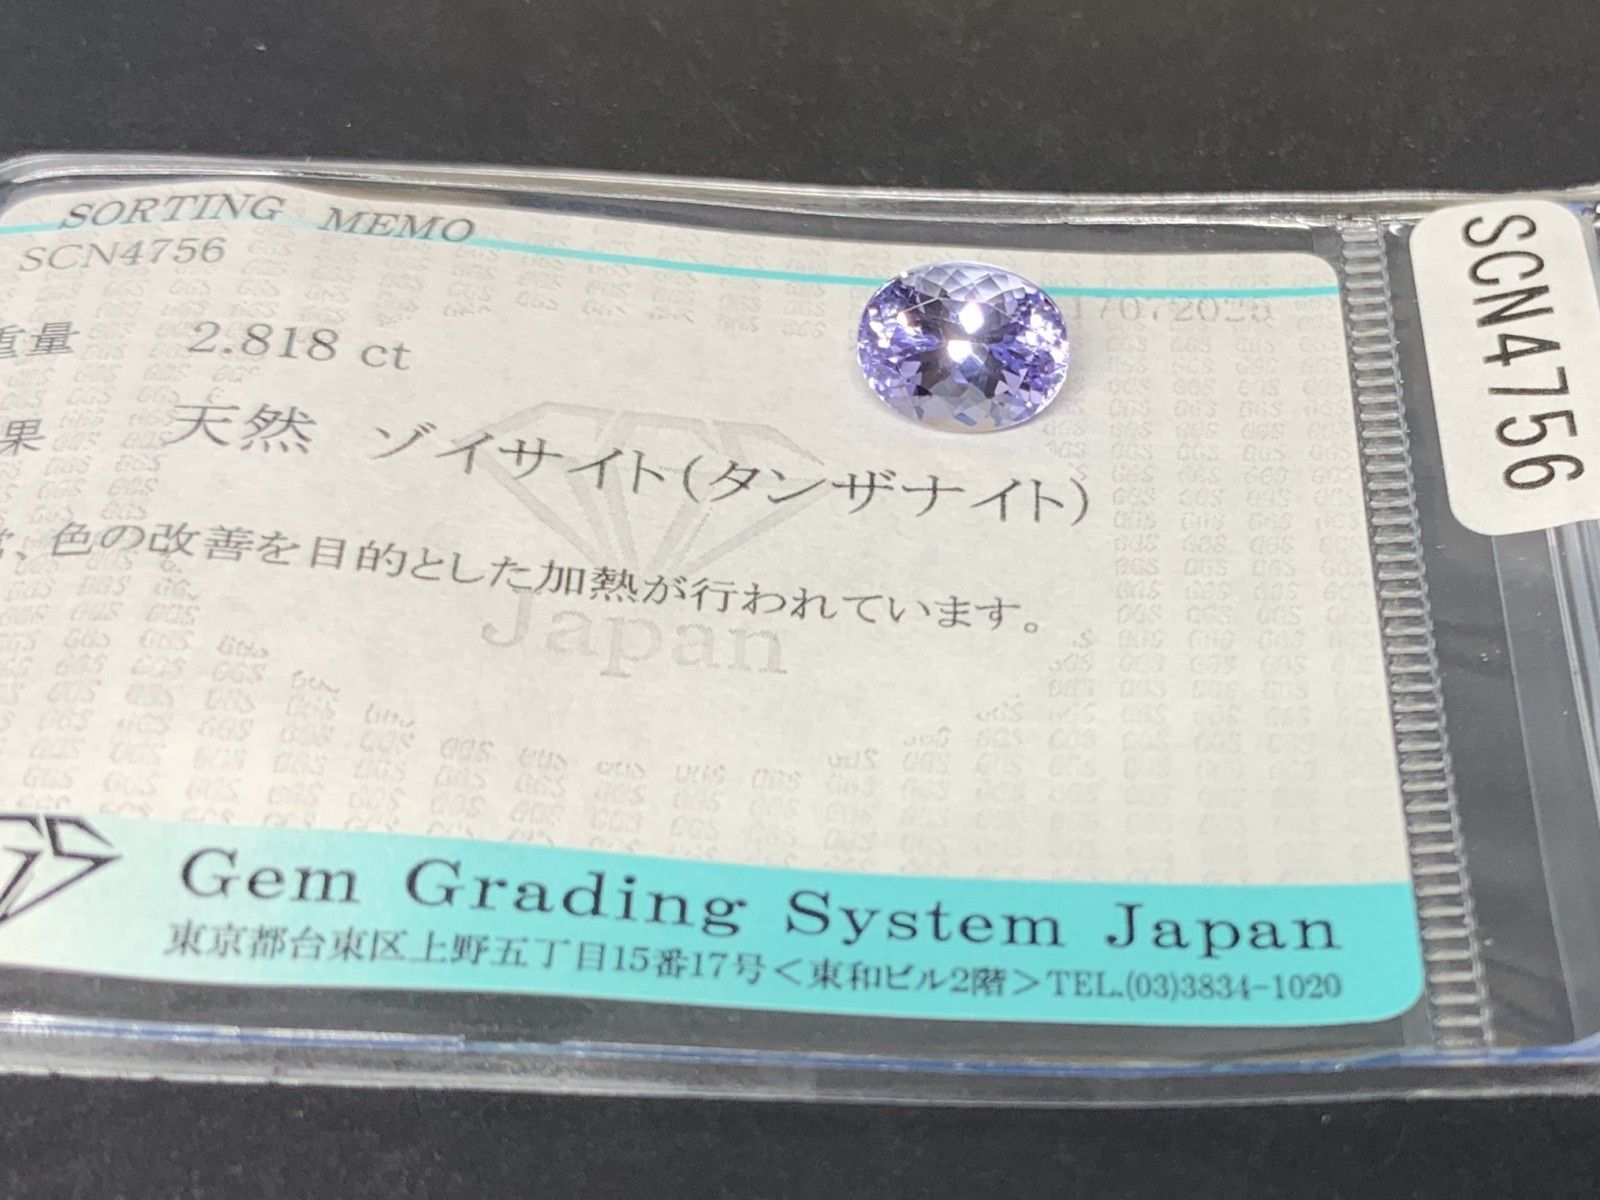 SORTING MEMO
SCN4756
重量 2.818 ct
果 天然 ゾイサイト(タンザナイト)
、色の改善を目的とした加熱が行われています。
Japan
Gem Grading System Japan
東京都台東区上野五丁目15番17号<東和ビル2階>TEL.(03)3834-1020
SCN4756